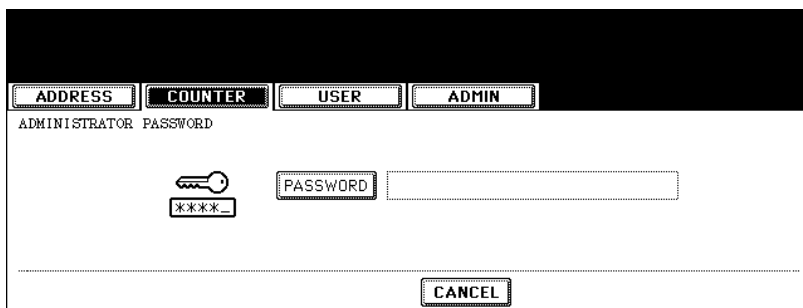 ADDRESS COUNTER USER ADMIN
ADMINISTRATOR PASSWORD
PASSWORD
****_
CANCEL